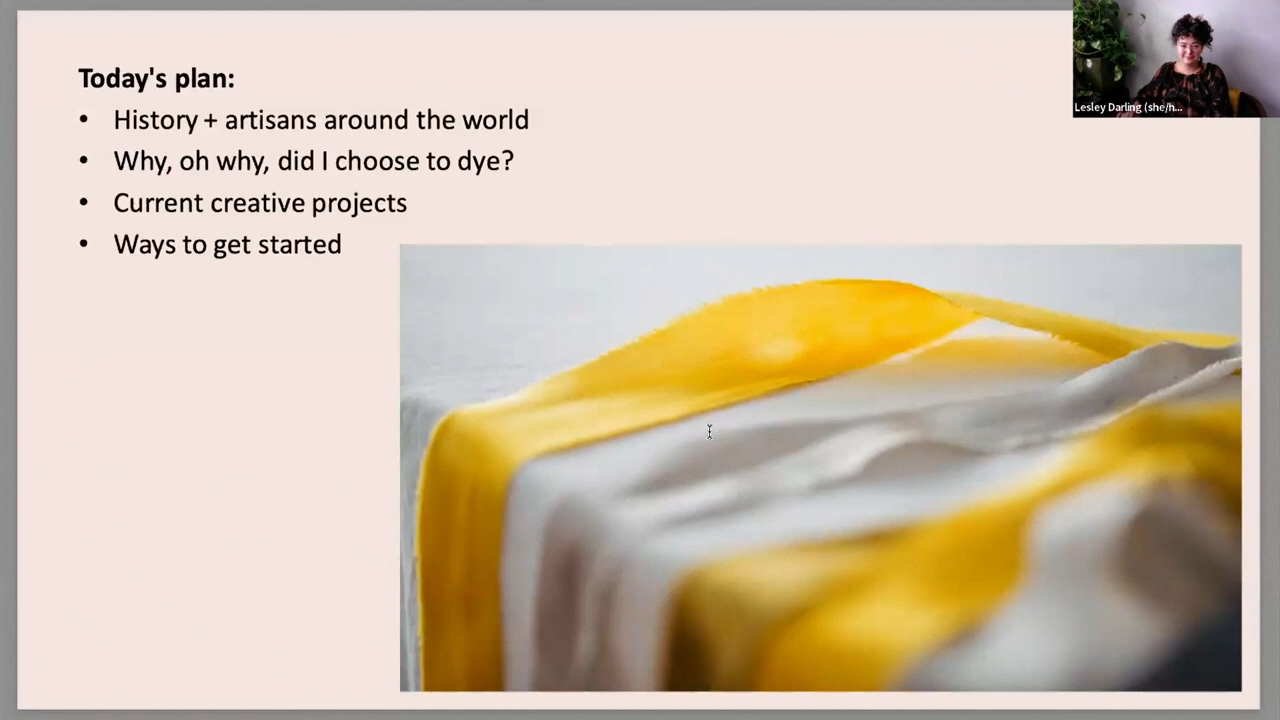 Today's plan:
• History + artisans around the world
• Why, oh why, did I choose to dye?
• Current creative projects
• Ways to get started
Lesley Darling (she/h...